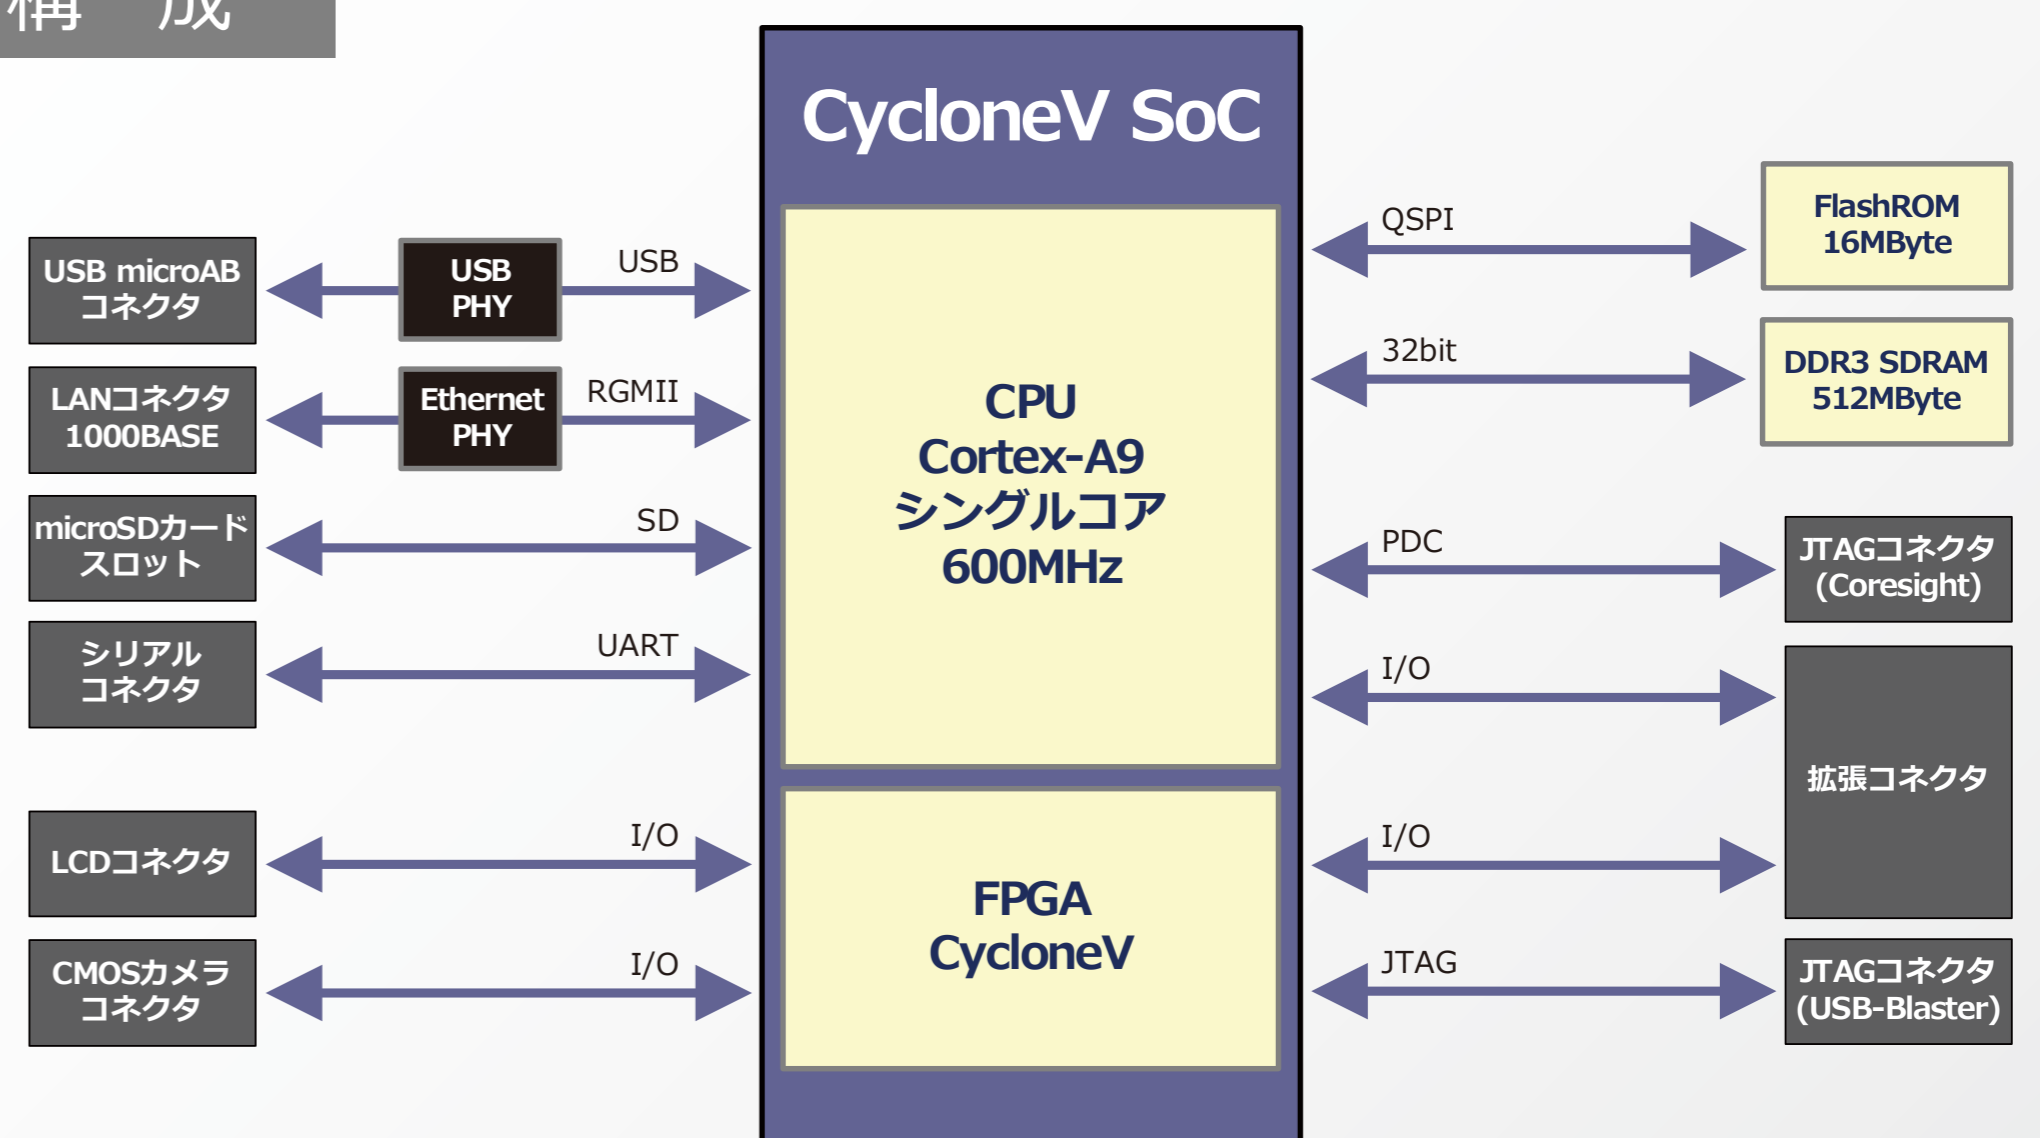 構 成
CycloneV SoC
USB microAB
コネクタ
USB
PHY
USB
LANコネクタ
1000BASE
Ethernet
PHY
RGMII
microSDカード
スロット
SD
シリアル
コネクタ
UART
LCDコネクタ
I/O
CMOSカメラ
コネクタ
I/O
CPU
Cortex-A9
シングルコア
600MHz
FPGA
CycloneV
QSPI
FlashROM
16MByte
32bit
DDR3 SDRAM
512MByte
PDC
JTAGコネクタ
(Coresight)
I/O
拡張コネクタ
I/O
JTAG
JTAGコネクタ
(USB-Blaster)